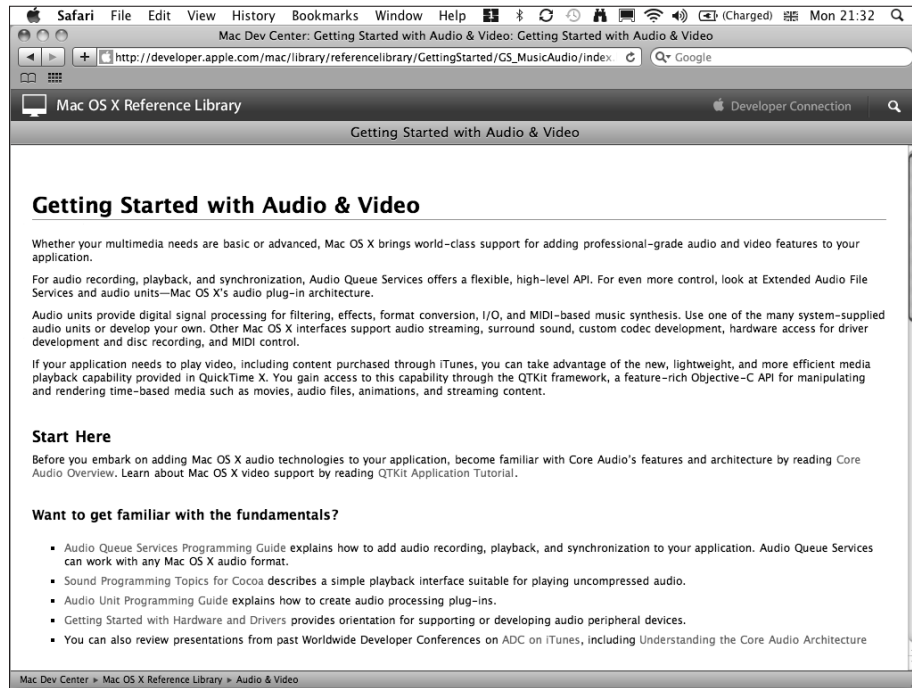 Safari File Edit View History Bookmarks Window Help (Charged) Mon 21:32
Mac Dev Center: Getting Started with Audio & Video: Getting Started with Audio & Video
http://developer.apple.com/mac/library/referencelibrary/GettingStarted/GS_MusicAudio/index. Google
Mac OS X Reference Library Developer Connection
Getting Started with Audio & Video
Getting Started with Audio & Video
Whether your multimedia needs are basic or advanced, Mac OS X brings world-class support for adding professional-grade audio and video features to your
application.
For audio recording, playback, and synchronization, Audio Queue Services offers a flexible, high-level API. For even more control, look at Extended Audio File
Services and audio units—Mac OS X's audio plug-in architecture.
Audio units provide digital signal processing for filtering, effects, format conversion, I/O, and MIDI-based music synthesis. Use one of the many system-supplied
audio units or develop your own. Other Mac OS X interfaces support audio streaming, surround sound, custom codec development, hardware access for driver
development and disc recording, and MIDI control.
If your application needs to play video, including content purchased through iTunes, you can take advantage of the new, lightweight, and more efficient media
playback capability provided in QuickTime X. You gain access to this capability through the QTKit framework, a feature-rich Objective-C API for manipulating
and rendering time-based media such as movies, audio files, animations, and streaming content.
Start Here
Before you embark on adding Mac OS X audio technologies to your application, become familiar with Core Audio's features and architecture by reading Core
Audio Overview. Learn about Mac OS X video support by reading QTKit Application Tutorial.
Want to get familiar with the fundamentals?
▪ Audio Queue Services Programming Guide explains how to add audio recording, playback, and synchronization to your application. Audio Queue Services
can work with any Mac OS X audio format.
▪ Sound Programming Topics for Cocoa describes a simple playback interface suitable for playing uncompressed audio.
▪ Audio Unit Programming Guide explains how to create audio processing plug-ins.
▪ Getting Started with Hardware and Drivers provides orientation for supporting or developing audio peripheral devices.
▪ You can also review presentations from past Worldwide Developer Conferences on ADC on iTunes, including Understanding the Core Audio Architecture
Mac Dev Center ▸ Mac OS X Reference Library ▸ Audio & Video